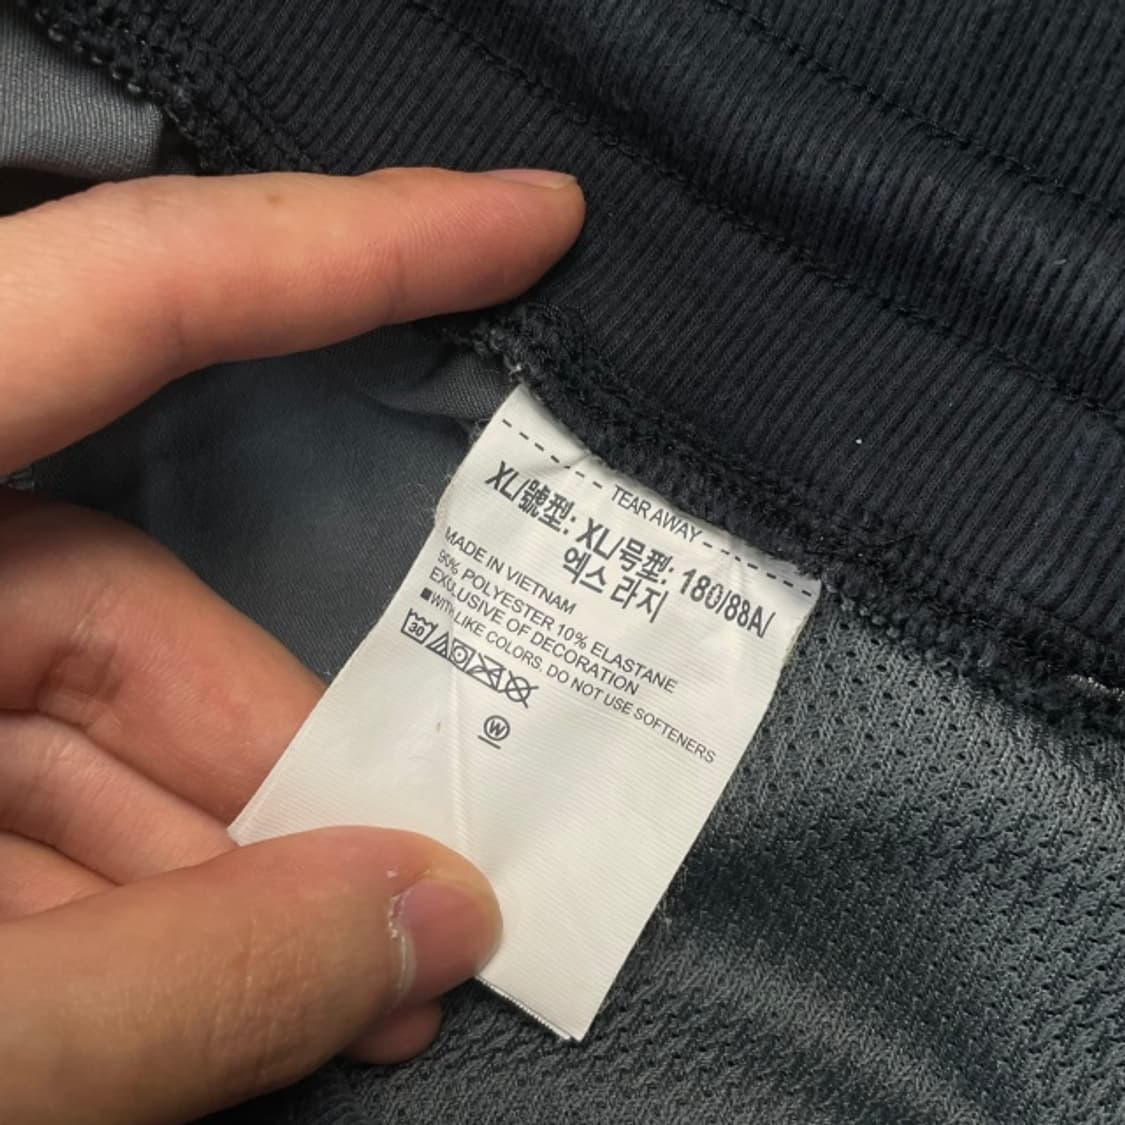 TEAR AWAY
XL/號型: XL/号型: 180/88A/
엑스 라지
MADE IN VIETNAM
90% POLYESTER 10% ELASTANE
EXCLUSIVE OF DECORATION
■WITH LIKE COLORS. DO NOT USE SOFTENERS
30
W